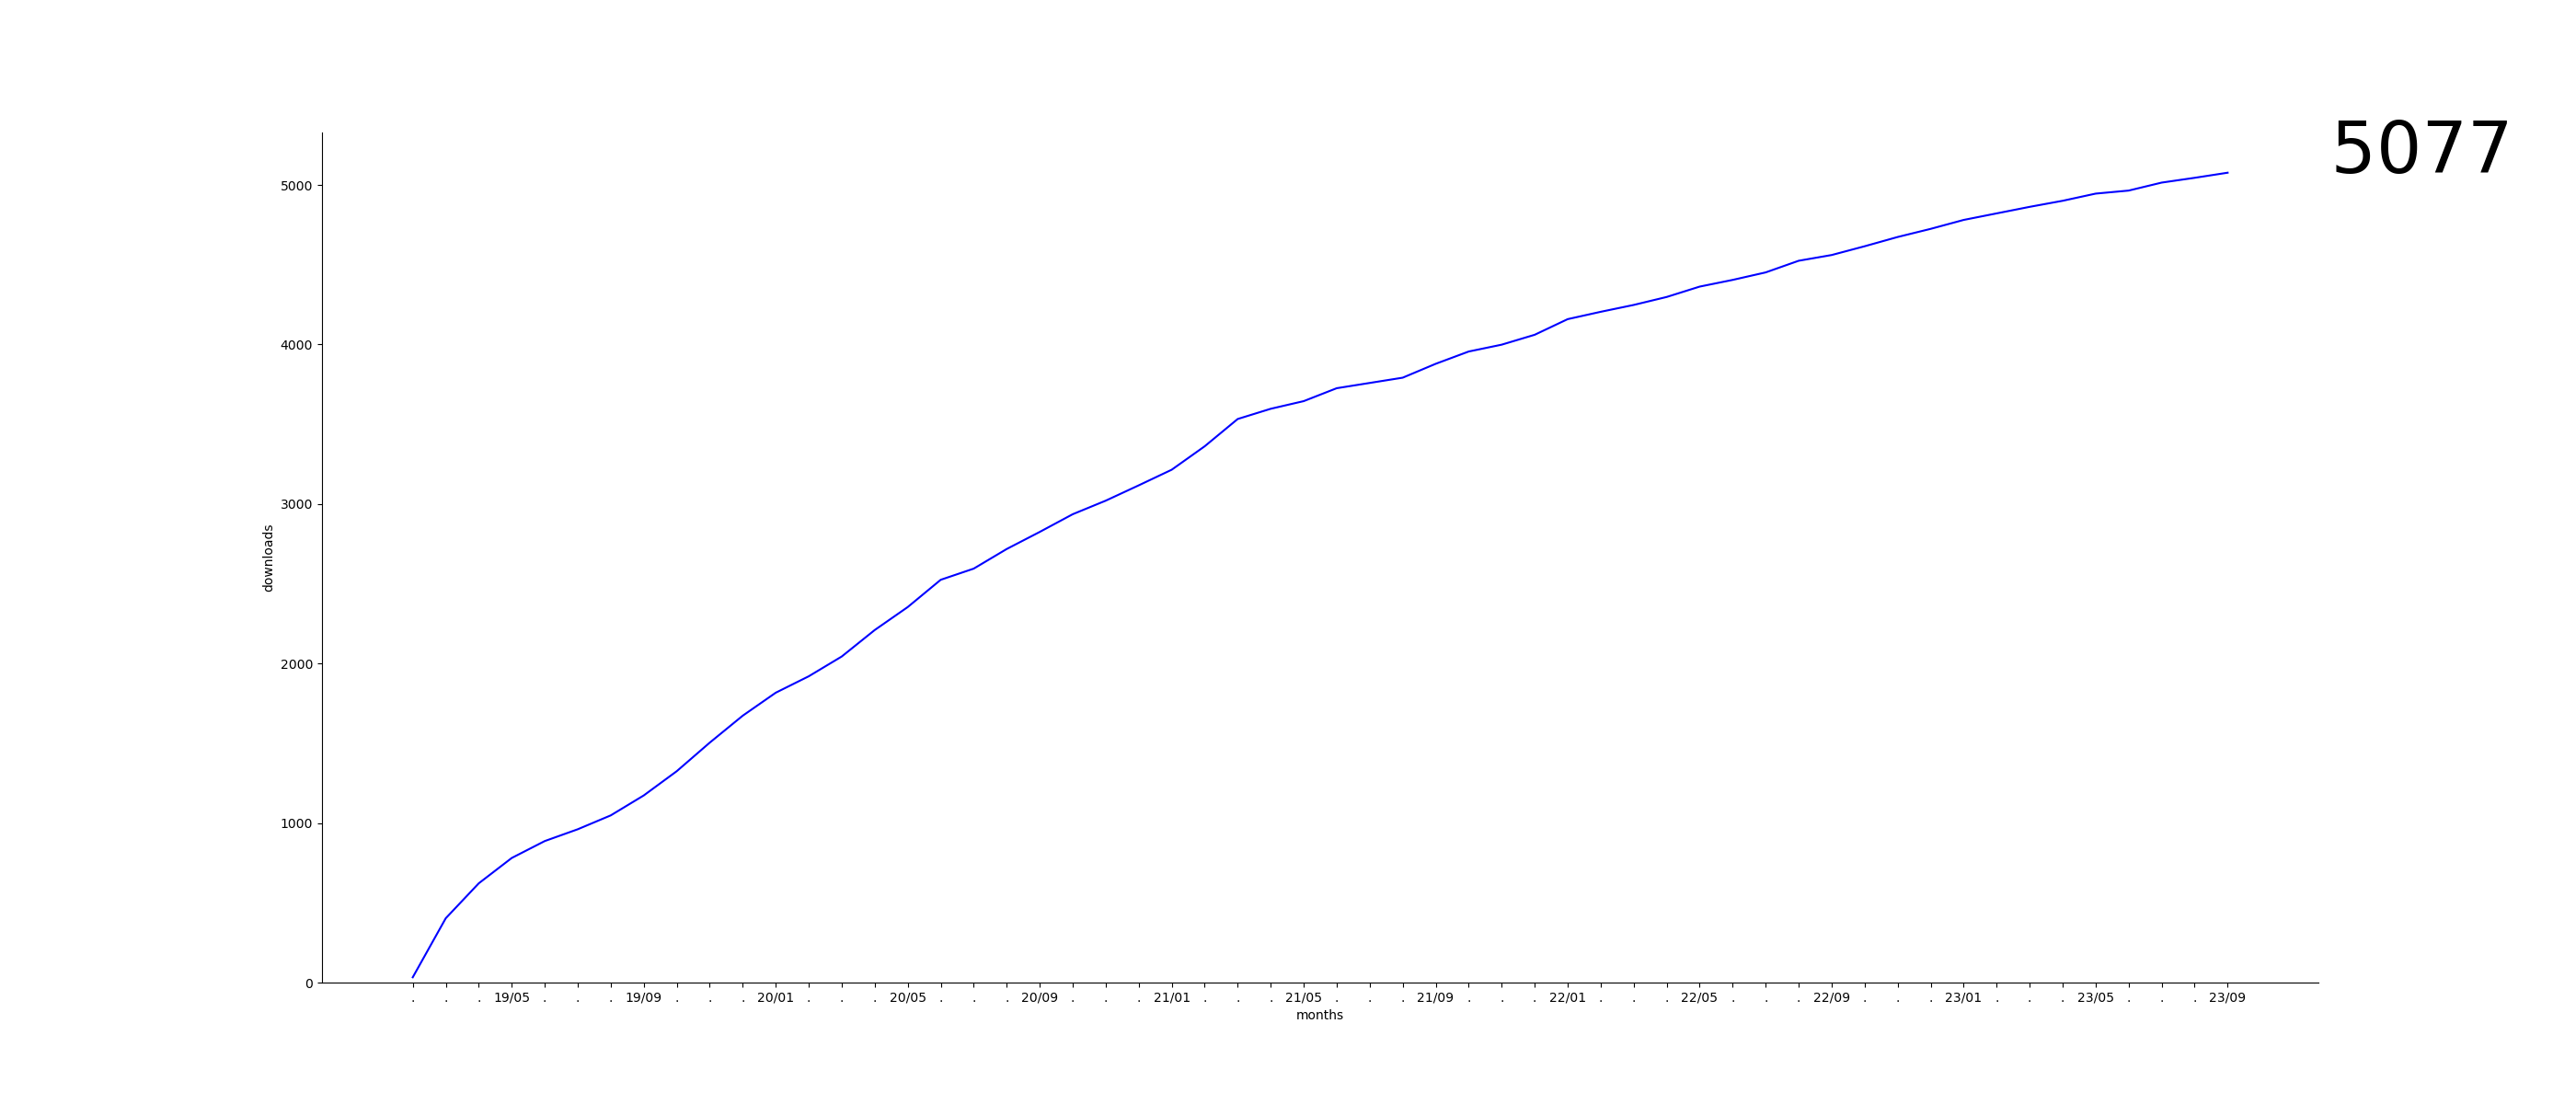 5077
5000
4000
3000
2000
1000
0
downloads
. . . 19/05 . . . 19/09 . . . 20/01 . . . 20/05 . . . 20/09 . . . 21/01 . . . 21/05 . . . 21/09 . . . 22/01 . . . 22/05 . . . 22/09 . . . 23/01 . . . 23/05 . . . 23/09
months